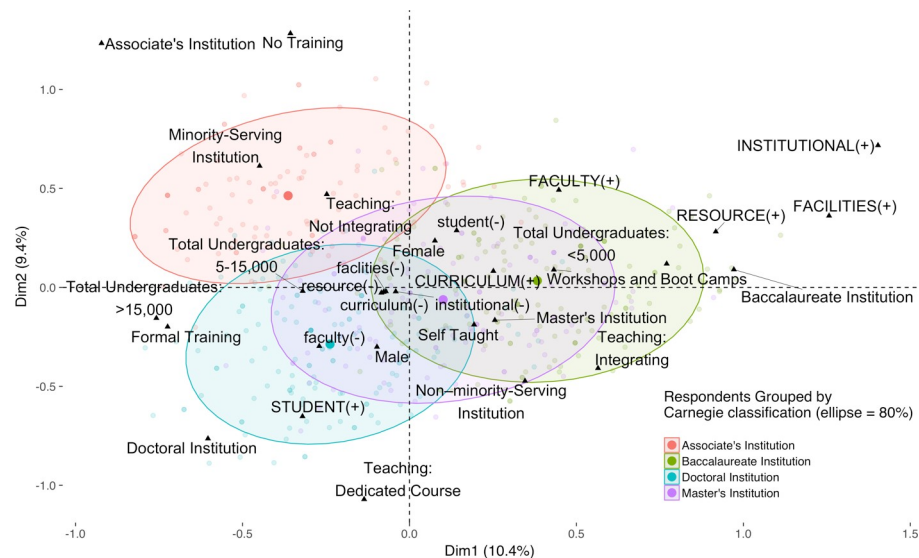 Associate's Institution
No Training
1.0
Minority-Serving
Institution
INSTITUTIONAL(+)
FACULTY(+)
0.5
Teaching:
Not Integrating
student(-)
RESOURCE(+)
FACILITIES(+)
Total Undergraduates:
5-15,000
Female
Total Undergraduates:
<5,000
faclities(-)
CURRICULUM(+)
Workshops and Boot Camps
Total Undergraduates:
>15,000
resource(-)
0.0
curriculum(-)
Institutional(-)
Baccalaureate Institution
Master's Institution
Formal Training
faculty(-)
Self Taught
Male
Teaching:
Integrating
Non–minority-Serving
Institution
-0.5
STUDENT(+)
Doctoral Institution
Teaching:
Dedicated Course
-1.0
Respondents Grouped by
Carnegie classification (ellipse = 80%)
Associate's Institution
Baccalaureate Institution
Doctoral Institution
Master's Institution
-1.0 -0.5 0.0 0.5 1.0 1.5
Dim1 (10.4%)
Dim2 (9.4%)